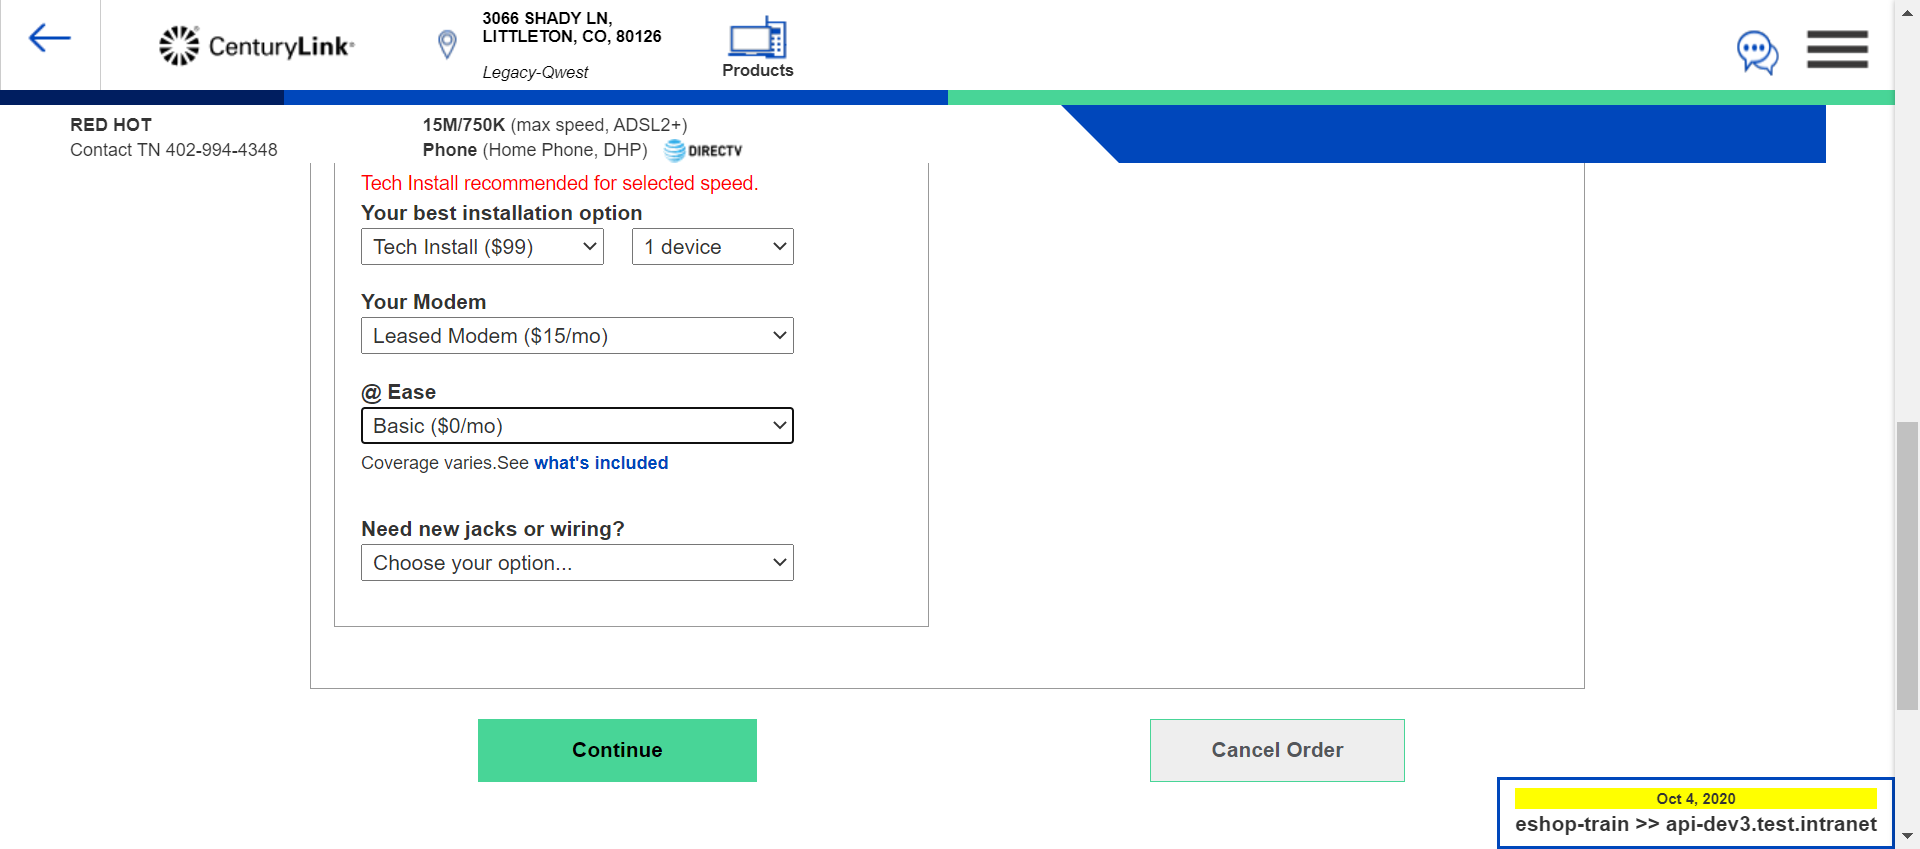 CenturyLink
3066 SHADY LN,
LITTLETON, CO, 80126
Legacy-Qwest
Products
RED HOT
Contact TN 402-994-4348
15M/750K (max speed, ADSL2+)
Phone (Home Phone, DHP) DIRECTV
Tech Install recommended for selected speed.
Your best installation option
Tech Install ($99) 1 device
Your Modem
Leased Modem ($15/mo)
@ Ease
Basic ($0/mo)
Coverage varies.See what's included
Need new jacks or wiring?
Choose your option...
Continue Cancel Order
Oct 4, 2020
eshop-train >> api-dev3.test.intranet